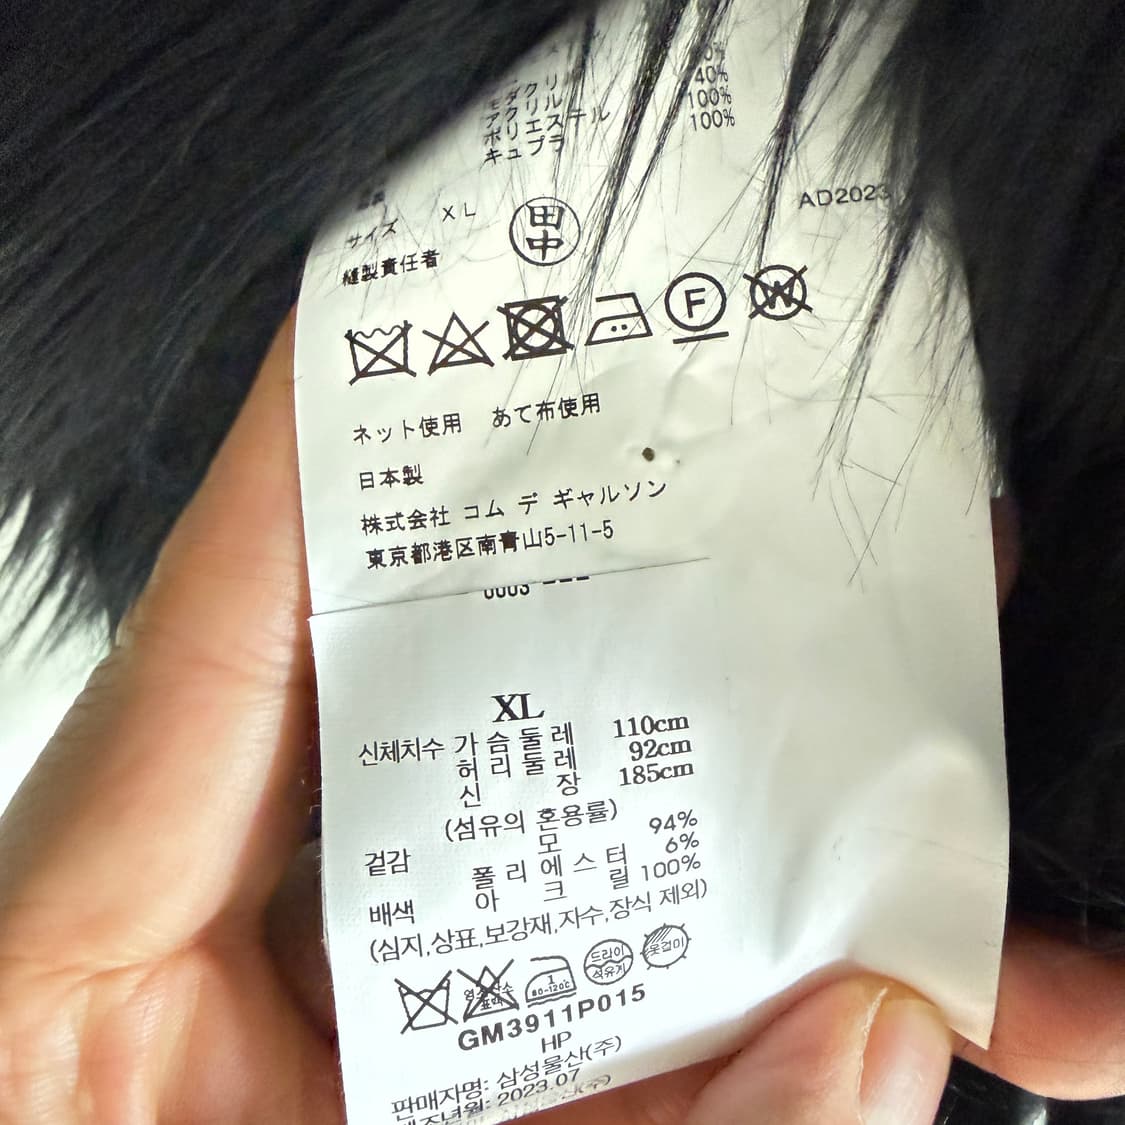 モダクリル
アクリル 40%
ポリエステル 100%
キュプラ 100%
AD2023
サイズ XL
田中
縫製責任者
F
W
ネット使用 あて布使用
日本製
株式会社 コム デ ギャルソン
東京都港区南青山5-11-5
XL
신체치수 가슴둘레 110cm
허리둘레 92cm
신 장 185cm
(섬유의 혼용률)
겉감 모 94%
폴리에스터 6%
배색 아 크 릴 100%
(심지,상표,보강재,자수,장식 제외)
1
80-120℃
드라이
석유계
옷걸이
GM3911P015
HP
판매자명: 삼성물산(주)
제조년월: 2023.07